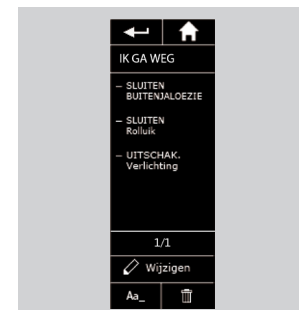 IK GA WEG
– SLUITEN
BUITENJALOEZIE
– SLUITEN
Rolluik
– UITSCHAK.
Verlichting
1/1
Wijzigen
Aa_